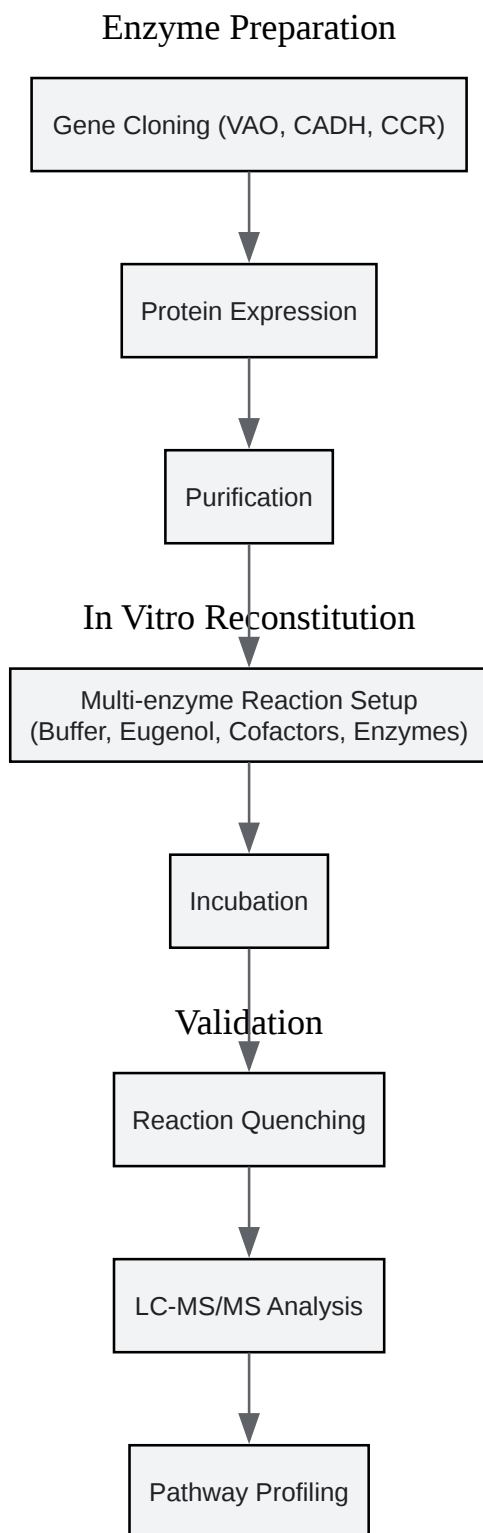 Enzyme Preparation
Gene Cloning (VAO, CADH, CCR)
Protein Expression
Purification
In Vitro Reconstitution
Multi-enzyme Reaction Setup
(Buffer, Eugenol, Cofactors, Enzymes)
Incubation
Validation
Reaction Quenching
LC-MS/MS Analysis
Pathway Profiling